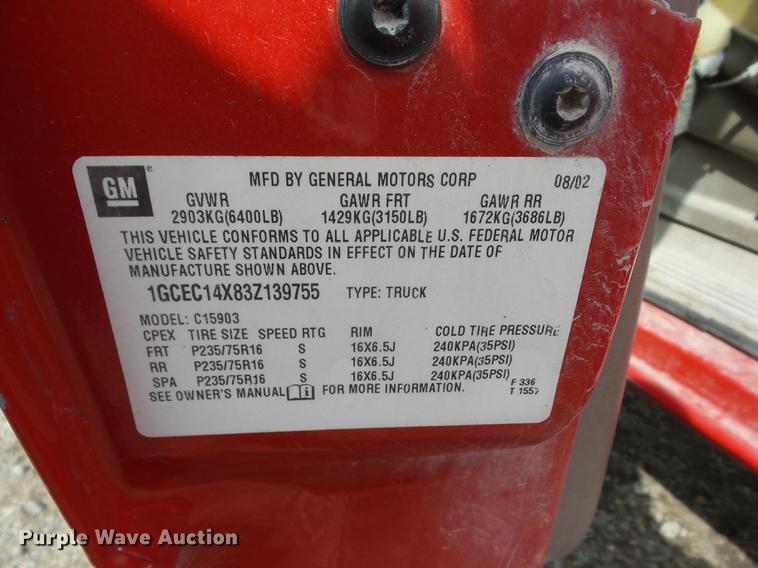 GM ® MFD BY GENERAL MOTORS CORP 08/02
GVWR GAWR FRT GAWR RR
2903KG(6400LB) 1429KG(3150LB) 1672KG(3686LB)
THIS VEHICLE CONFORMS TO ALL APPLICABLE U.S. FEDERAL MOTOR
VEHICLE SAFETY STANDARDS IN EFFECT ON THE DATE OF
MANUFACTURE SHOWN ABOVE.
1GCEC14X83Z139755 TYPE: TRUCK
MODEL: C15903
CPEX TIRE SIZE SPEED RTG RIM COLD TIRE PRESSURE
FRT P235/75R16 S 16X6.5J 240KPA(35PSI)
RR P235/75R16 S 16X6.5J 240KPA(35PSI)
SPA P235/75R16 S 16X6.5J 240KPA(35PSI)
SEE OWNER'S MANUAL FOR MORE INFORMATION.
F 336
T 1557
Purple Wave Auction